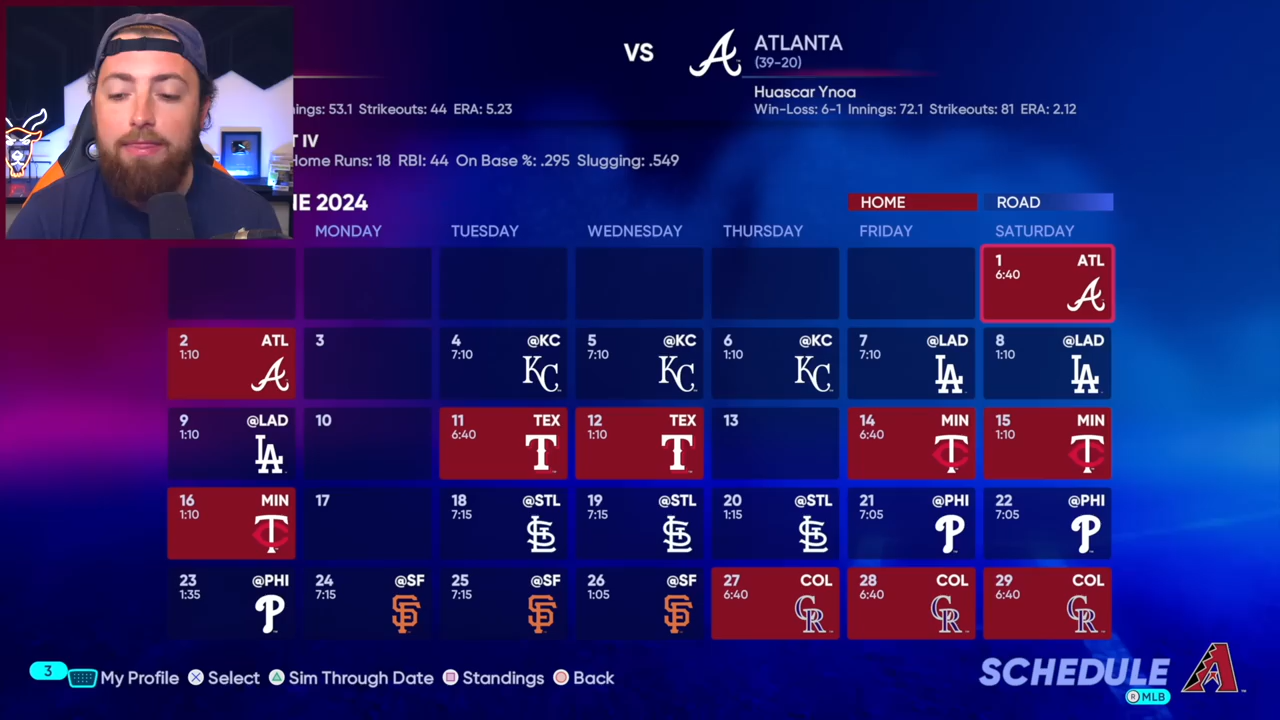 VS
ATLANTA
(39-20)
Huascar Ynoa
Strikeouts: 44 ERA: 5.23
Win-Loss: 6-1 Innings: 72.1 Strikeouts: 81 ERA: 2.12
IV
Home Runs: 18 RBI: 44 On Base %: .295 Slugging: .549
2024
HOME
ROAD
MONDAY TUESDAY WEDNESDAY THURSDAY FRIDAY SATURDAY
1 ATL
6:40
2 ATL
1:10
3
4 @KC
7:10
5 @KC
7:10
6 @KC
1:10
7 @LAD
7:10
8 @LAD
1:10
9 @LAD
1:10
10
11 TEX
6:40
12 TEX
1:10
13
14 MIN
6:40
15 MIN
1:10
16 MIN
1:10
17
18 @STL
7:15
19 @STL
7:15
20 @STL
1:15
21 @PHI
7:05
22 @PHI
7:05
23 @PHI
1:35
24 @SF
7:15
25 @SF
7:15
26 @SF
1:05
27 COL
6:40
28 COL
6:40
29 COL
6:40
3 My Profile Select Sim Through Date Standings Back
SCHEDULE
R MLB